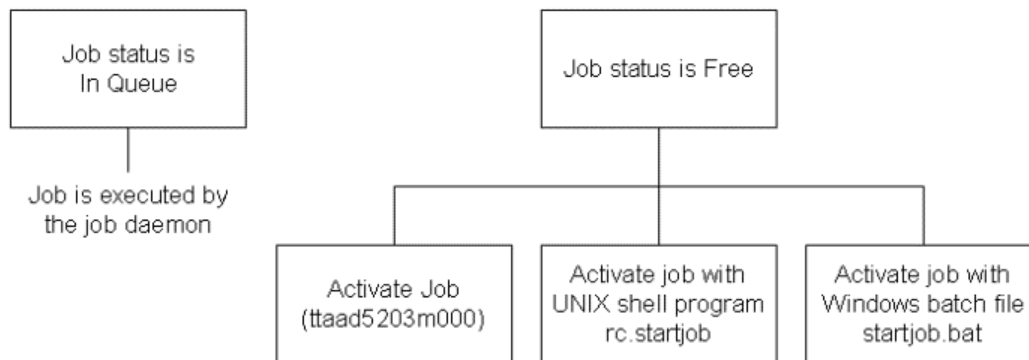 Job status is
In Queue
Job is executed by
the job daemon
Job status is Free
Activate Job
(ttaad5203m000)
Activate job with
UNIX shell program
rc.startjob
Activate job with
Windows batch file
startjob.bat